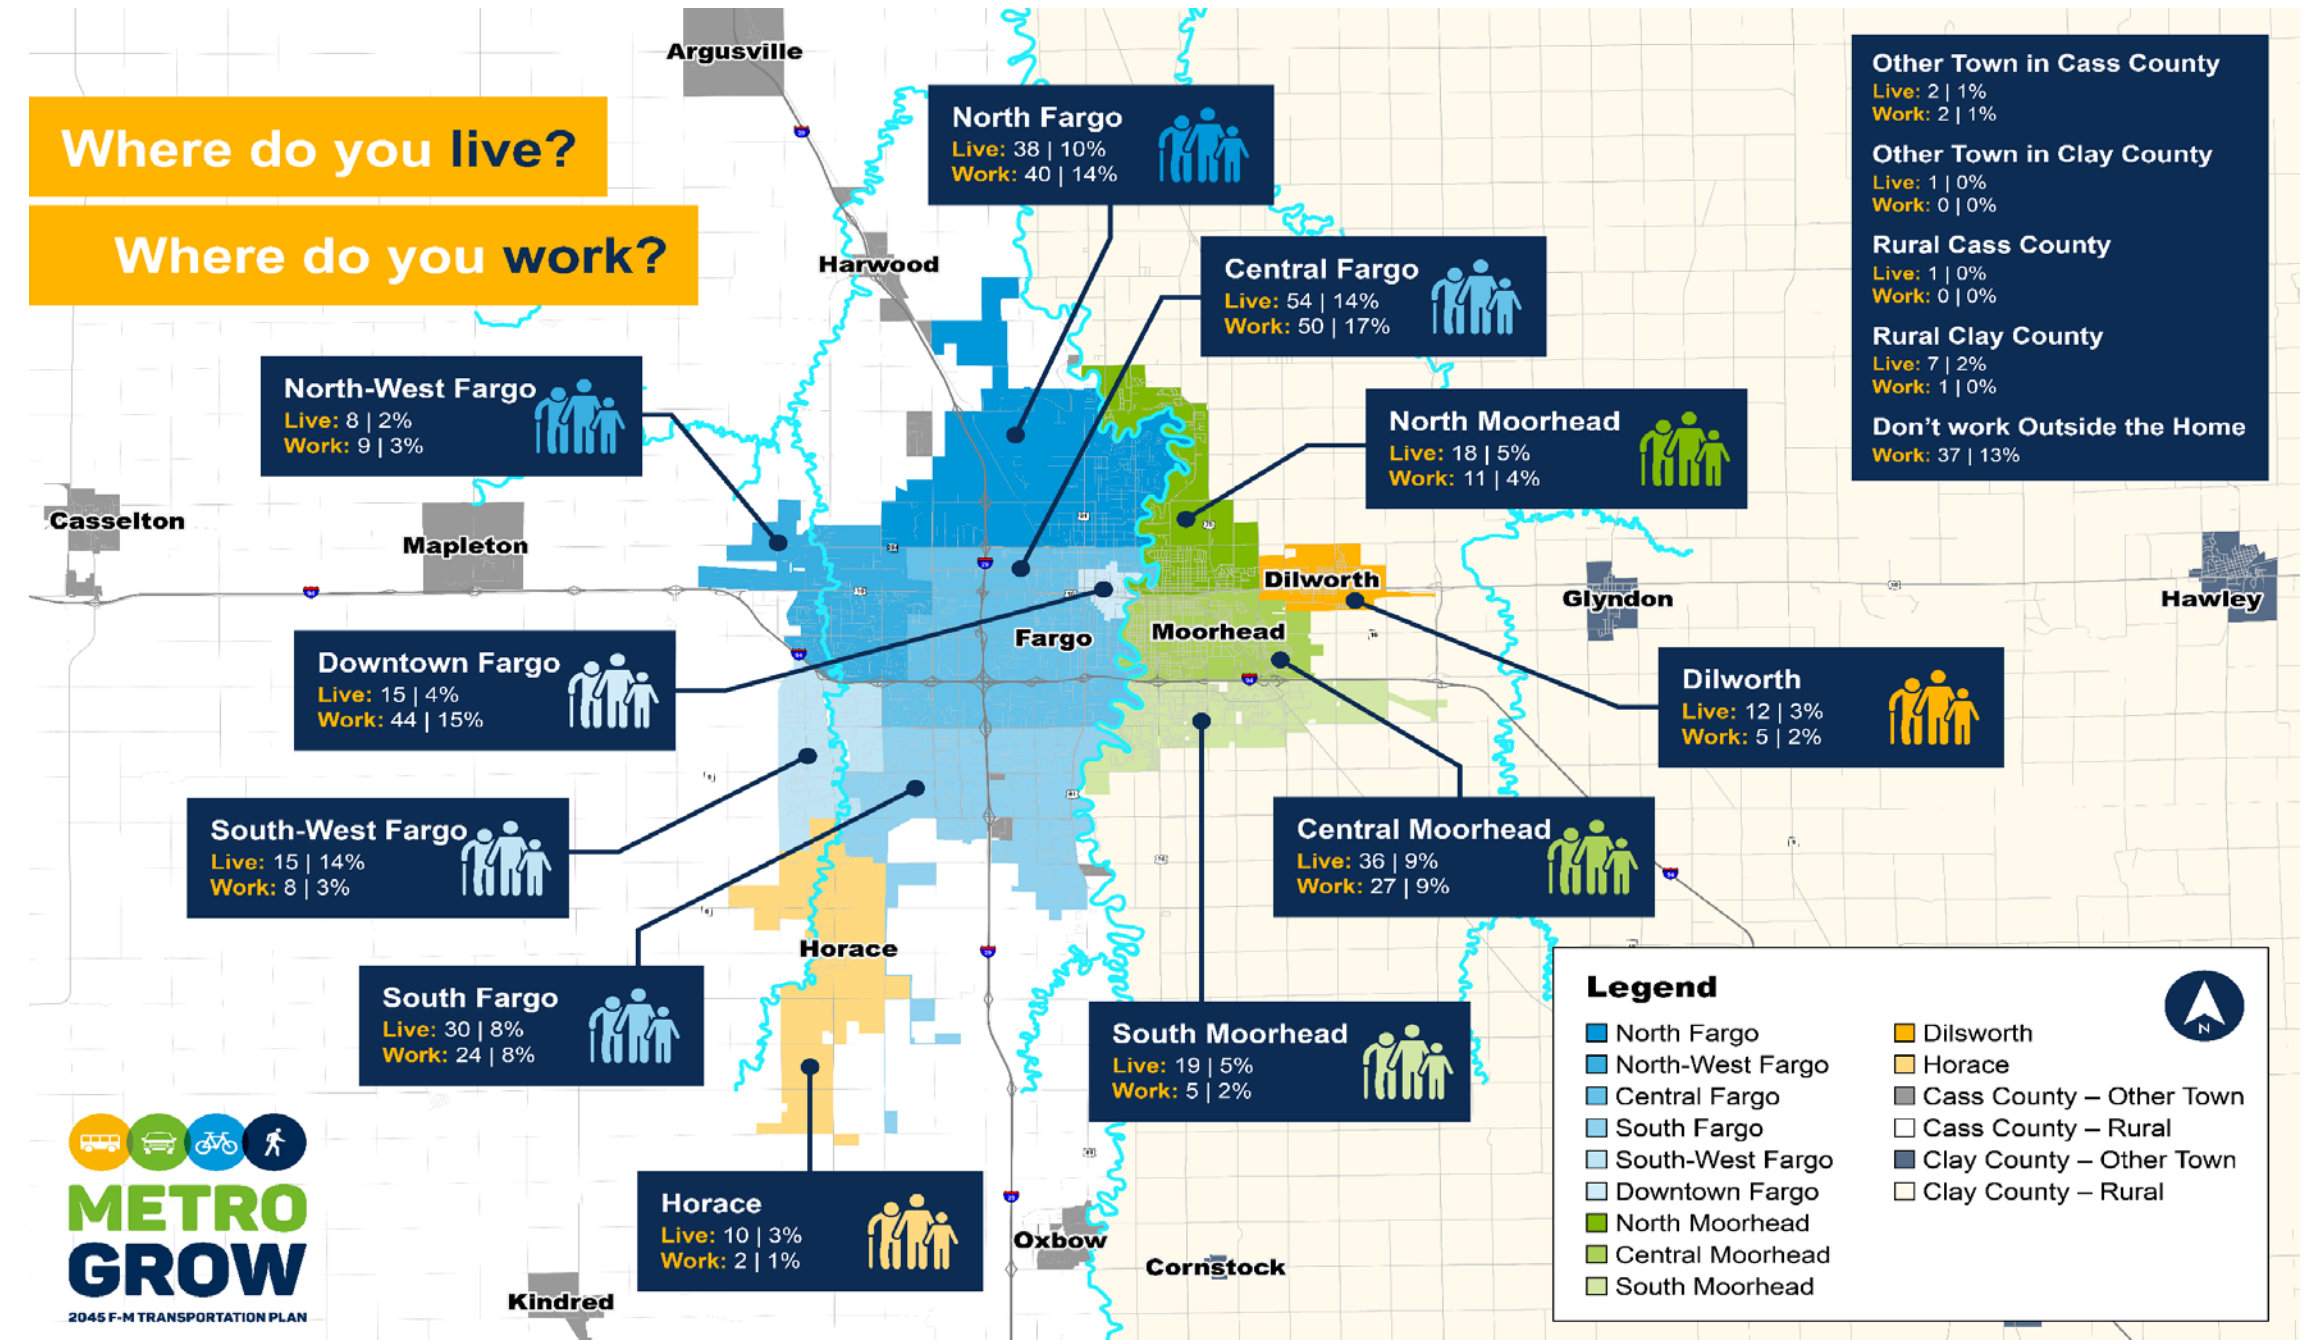 Where do you live?
Where do you work?
Argusville
Harwood
Casselton
Mapleton
Fargo
Moorhead
Dilworth
Glyndon
Hawley
Horace
Oxbow
Cornstock
Kindred
North Fargo
Live: 38 | 10%
Work: 40 | 14%
Central Fargo
Live: 54 | 14%
Work: 50 | 17%
North-West Fargo
Live: 8 | 2%
Work: 9 | 3%
North Moorhead
Live: 18 | 5%
Work: 11 | 4%
Downtown Fargo
Live: 15 | 4%
Work: 44 | 15%
Dilworth
Live: 12 | 3%
Work: 5 | 2%
South-West Fargo
Live: 15 | 14%
Work: 8 | 3%
Central Moorhead
Live: 36 | 9%
Work: 27 | 9%
South Fargo
Live: 30 | 8%
Work: 24 | 8%
South Moorhead
Live: 19 | 5%
Work: 5 | 2%
Horace
Live: 10 | 3%
Work: 2 | 1%
Other Town in Cass County
Live: 2 | 1%
Work: 2 | 1%
Other Town in Clay County
Live: 1 | 0%
Work: 0 | 0%
Rural Cass County
Live: 1 | 0%
Work: 0 | 0%
Rural Clay County
Live: 7 | 2%
Work: 1 | 0%
Don't work Outside the Home
Work: 37 | 13%
Legend
North Fargo
North-West Fargo
Central Fargo
South Fargo
South-West Fargo
Downtown Fargo
North Moorhead
Central Moorhead
South Moorhead
Dilsworth
Horace
Cass County – Other Town
Cass County – Rural
Clay County – Other Town
Clay County – Rural
N
METRO
GROW
2045 F-M TRANSPORTATION PLAN